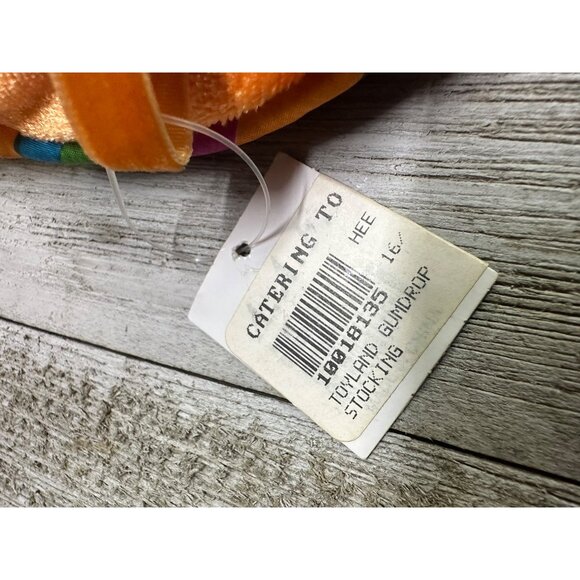 CATERING TO
HEE
16.
10018135
TOYLAND GUMDROP
STOCKING